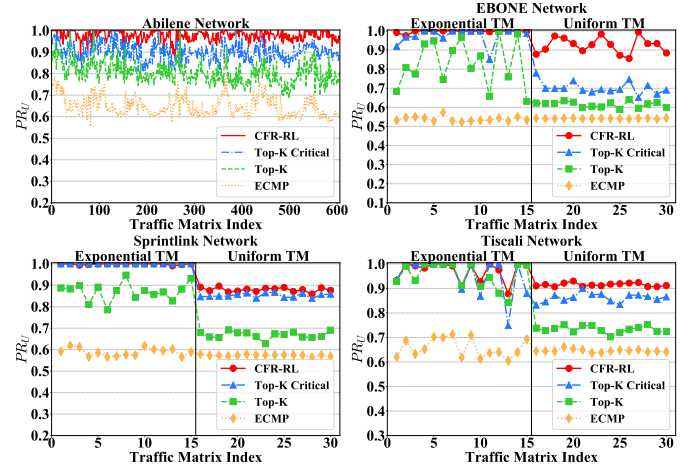 Abilene Network
1.0
0.9
0.8
0.7
0.6
0.5
0.4
0.3
0.2
PR_U
CFR-RL
Top-K Critical
Top-K
ECMP
0 100 200 300 400 500 600
Traffic Matrix Index
EBONE Network
Exponential TM Uniform TM
1.0
0.9
0.8
0.7
0.6
0.5
0.4
0.3
0.2
0.1
PR_U
CFR-RL
Top-K Critical
Top-K
ECMP
0 5 10 15 20 25 30
Traffic Matrix Index
Sprintlink Network
Exponential TM Uniform TM
1.0
0.9
0.8
0.7
0.6
0.5
0.4
0.3
0.2
PR_U
CFR-RL
Top-K Critical
Top-K
ECMP
0 5 10 15 20 25 30
Traffic Matrix Index
Tiscali Network
Exponential TM Uniform TM
1.0
0.9
0.8
0.7
0.6
0.5
0.4
0.3
PR_U
CFR-RL
Top-K Critical
Top-K
ECMP
0 5 10 15 20 25 30
Traffic Matrix Index